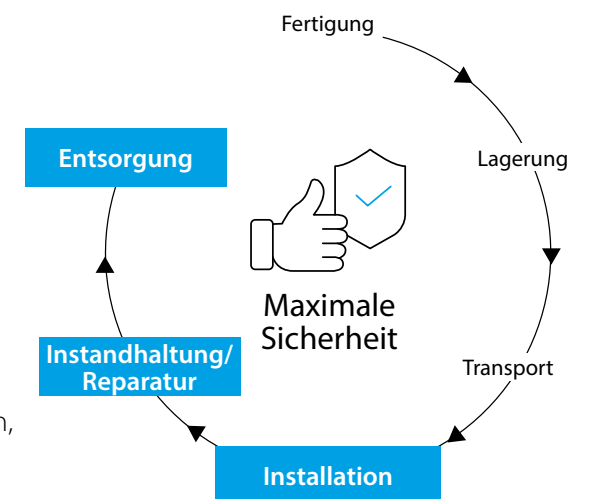 Fertigung
Lagerung
Transport
Installation
Instandhaltung/
Reparatur
Entsorgung
Maximale
Sicherheit